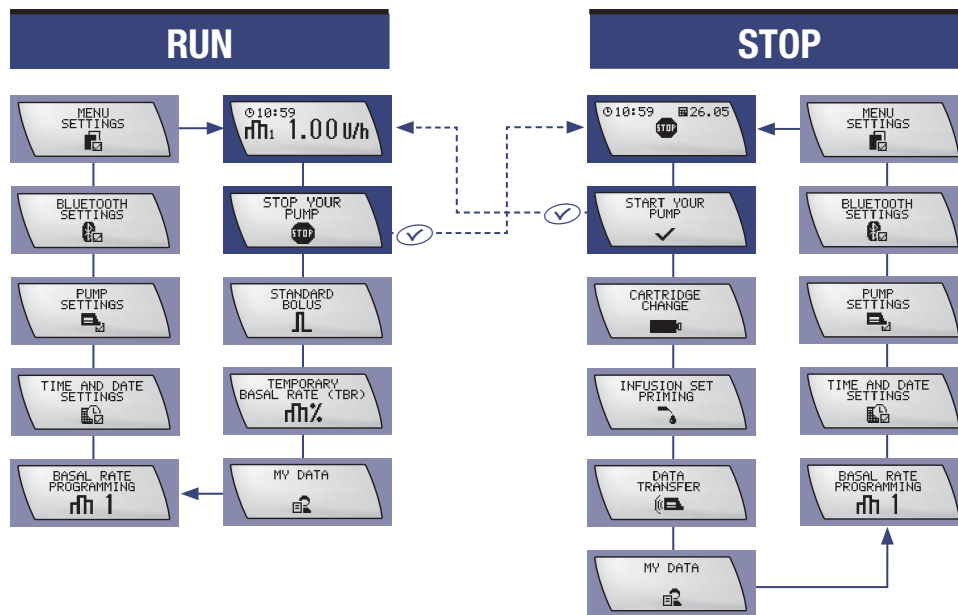 RUN
MENU
SETTINGS
10:59
1 1.00 U/h
BLUETOOTH
SETTINGS
STOP YOUR
PUMP
STOP
PUMP
SETTINGS
STANDARD
BOLUS
TIME AND DATE
SETTINGS
TEMPORARY
BASAL RATE (TBR)
%
BASAL RATE
PROGRAMMING
1
MY DATA
STOP
10:59 26.05
STOP
MENU
SETTINGS
START YOUR
PUMP
BLUETOOTH
SETTINGS
CARTRIDGE
CHANGE
PUMP
SETTINGS
INFUSION SET
PRIMING
TIME AND DATE
SETTINGS
DATA
TRANSFER
BASAL RATE
PROGRAMMING
1
MY DATA